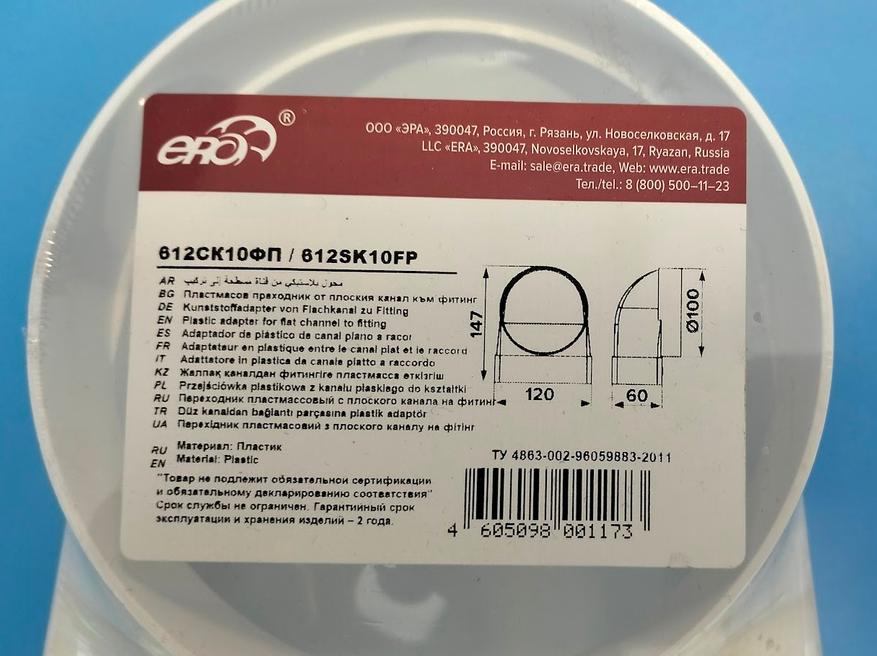 era®
ООО «ЭРА», 390047, Россия, г. Рязань, ул. Новоселковская, д. 17
LLC «ERA», 390047, Novoselkovskaya, 17, Ryazan, Russia
E-mail: sale@era.trade, Web: www.era.trade
Тел./tel.: 8 (800) 500–11–23
612СК10ФП / 612SK10FP
AR محول بلاستيكي من قناة مسطحة إلى تركيب
BG Пластмасов праходник от плоския канал към фитинг
DE Kunststoffadapter von Flachkanal zu Fitting
EN Plastic adapter for flat channel to fitting
ES Adaptador de plástico de canal plano a racor
FR Adaptateur en plastique entre le canal plat et le raccord
IT Adattatore in plastica da canale piatto a raccordo
KZ Жалпақ каналдан фитингіге пластмасса өткізгіш
PL Przejściówka plastikowa z kanału płaskiego do kształtki
RU Переходник пластмассовый с плоского канала на фитинг
TR Düz kanaldan bağlantı parçasına plastik adaptör
UA Перехідник пластмасовий з плоского каналу на фітінг
147
120
60
Ø100
RU Материал: Пластик
EN Material: Plastic
"Товар не подлежит обязательной сертификации
и обязательному декларированию соответствия"
Срок службы не ограничен. Гарантийный срок
эксплуатации и хранения изделий – 2 года.
ТУ 4863-002-96059883-2011
4 605098 001173